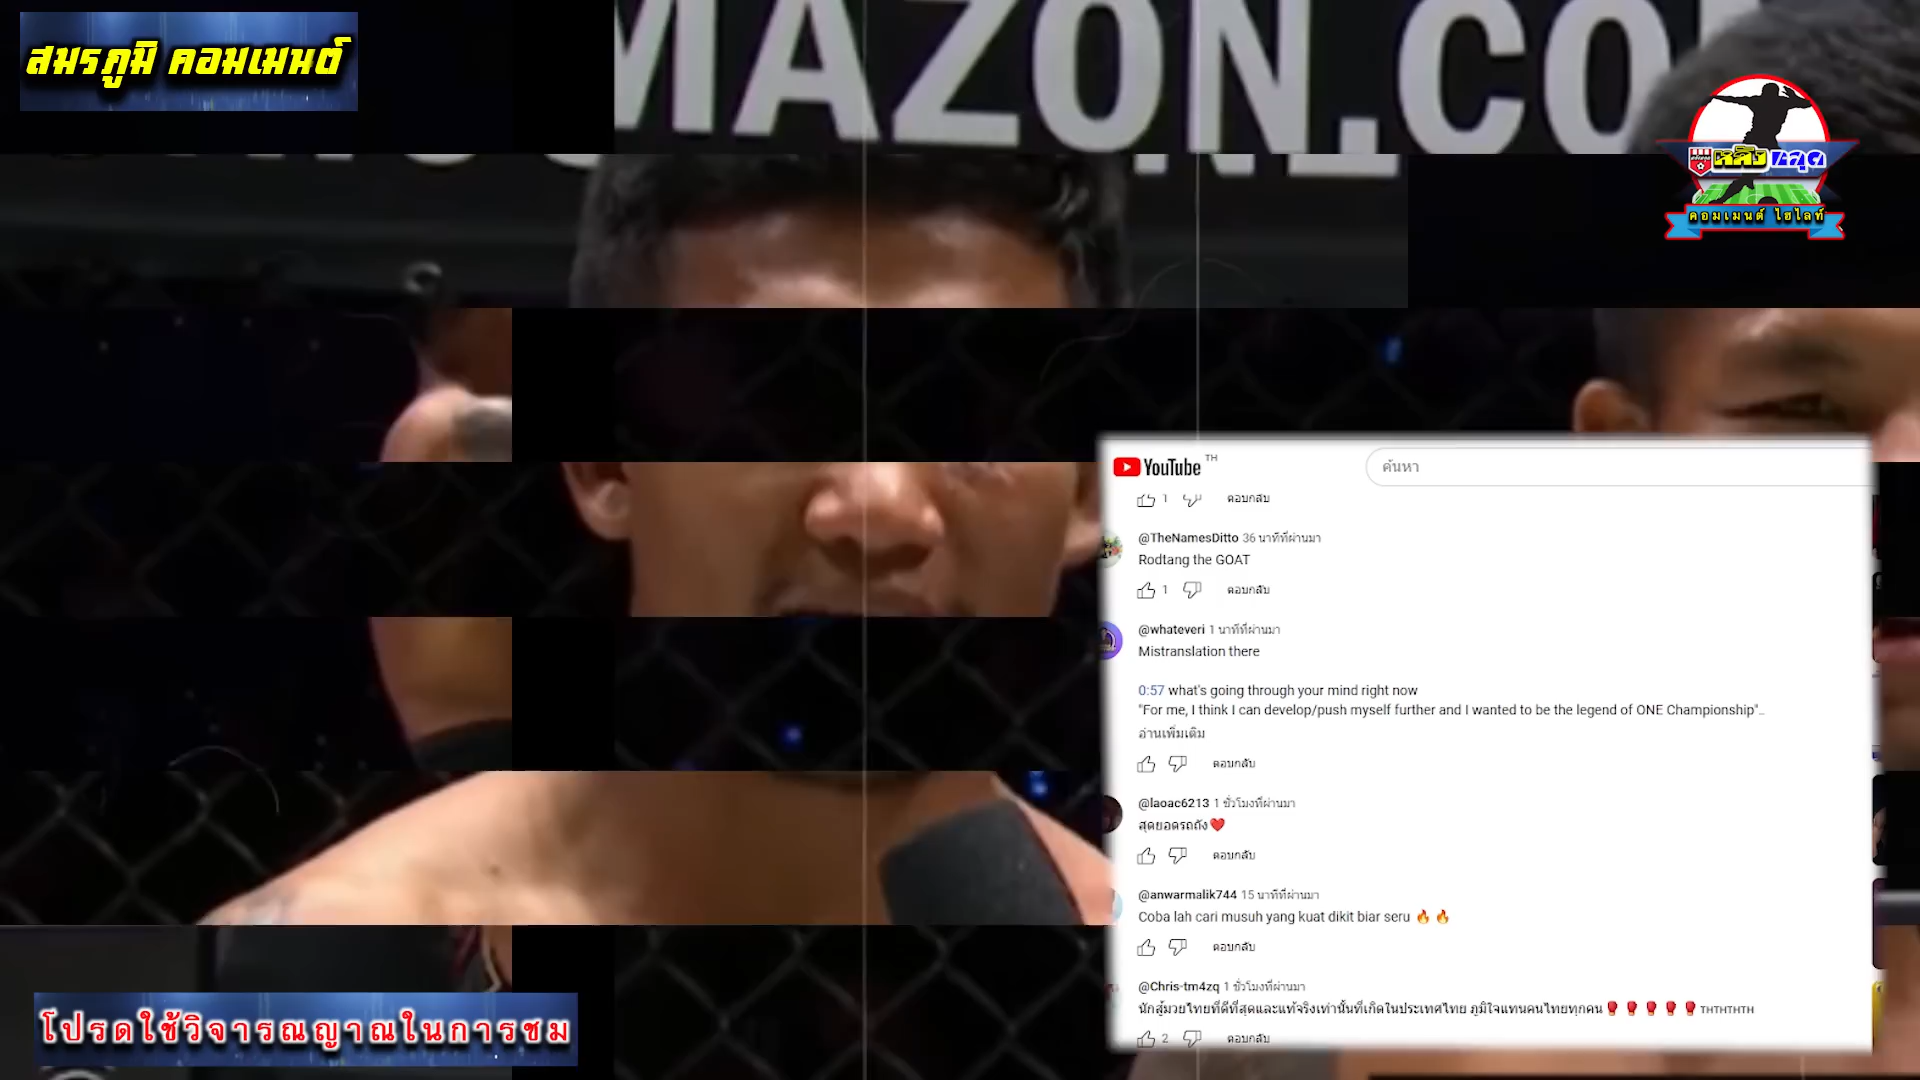 สมรภูมิ คอมเมนต์
MAZON.CO
หลังหลุด
คอมเมนต์ ไฮไลท์
YouTube TH
ค้นหา
1 ตอบกลับ
@TheNamesDitto 36 นาทีที่ผ่านมา
Rodtang the GOAT
1 ตอบกลับ
@whateveri 1 นาทีที่ผ่านมา
Mistranslation there
0:57 what's going through your mind right now
"For me, I think I can develop/push myself further and I wanted to be the legend of ONE Championship"...
อ่านเพิ่มเติม
ตอบกลับ
@laoac6213 1 ชั่วโมงที่ผ่านมา
สุดยอดรถถัง❤️
ตอบกลับ
@anwarmalik744 15 นาทีที่ผ่านมา
Coba lah cari musuh yang kuat dikit biar seru 🔥 🔥
ตอบกลับ
@Chris-tm4zq 1 ชั่วโมงที่ผ่านมา
นักสู้มวยไทยที่ดีที่สุดและแท้จริงเท่านั้นที่เกิดในประเทศไทย ภูมิใจแทนคนไทยทุกคน🥊🥊🥊🥊🥊THTHTHTH
2 ตอบกลับ
โปรดใช้วิจารณญาณในการชม